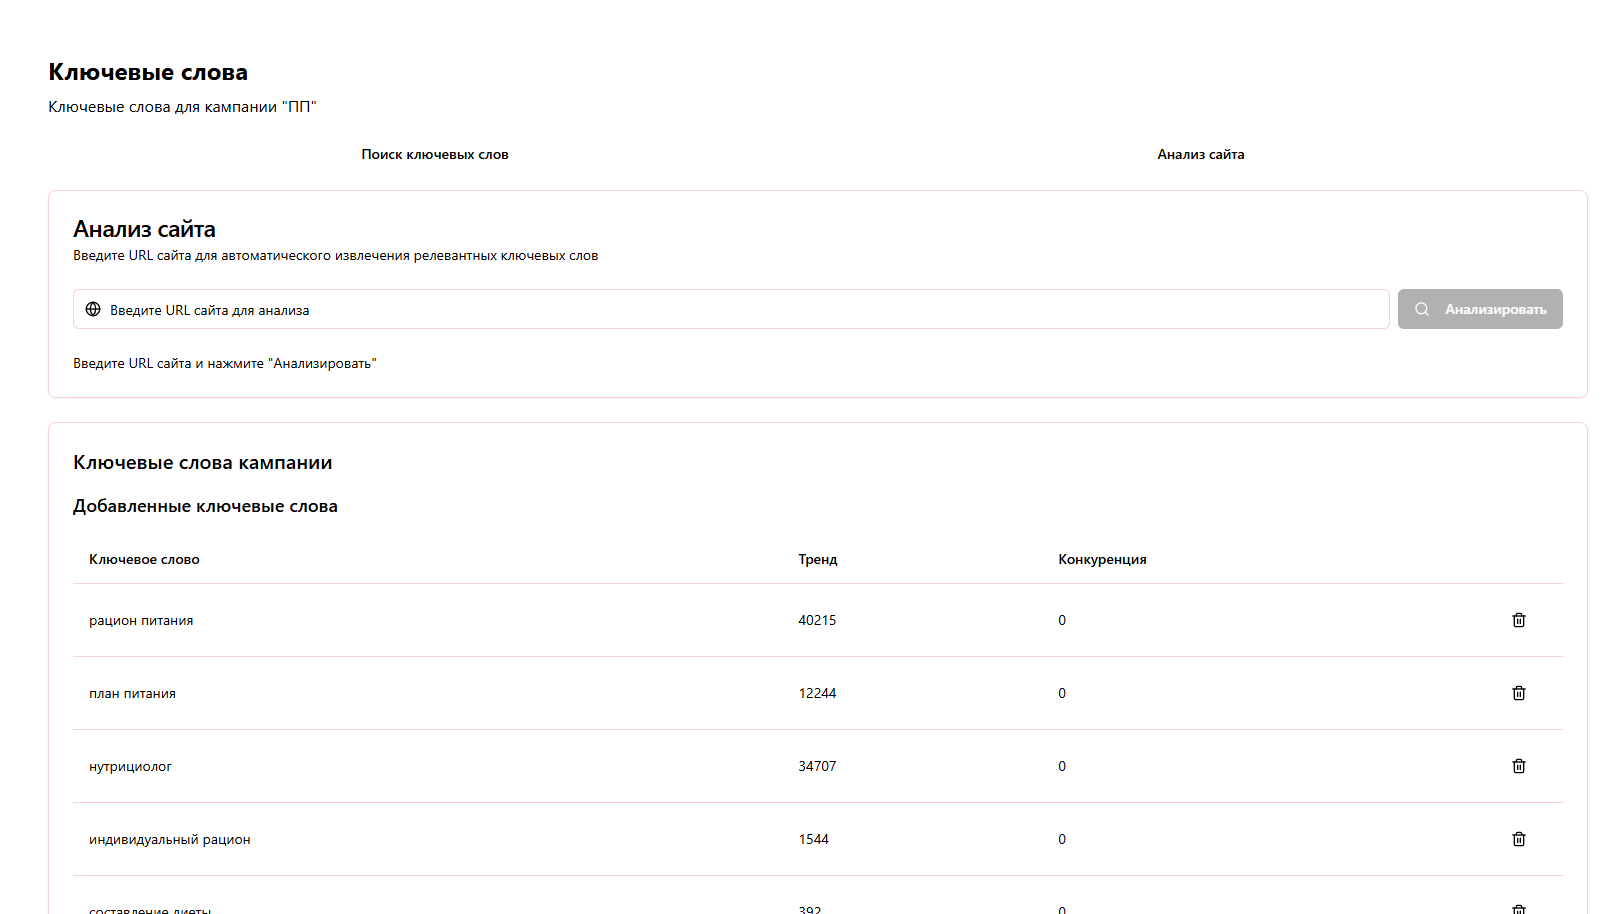 Ключевые слова
Ключевые слова для кампании "ПП"
Поиск ключевых слов
Анализ сайта
Анализ сайта
Введите URL сайта для автоматического извлечения релевантных ключевых слов
Введите URL сайта для анализа
Анализировать
Введите URL сайта и нажмите "Анализировать"
Ключевые слова кампании
Добавленные ключевые слова
Ключевое слово Тренд Конкуренция
рацион питания 40215 0
план питания 12244 0
нутрициолог 34707 0
индивидуальный рацион 1544 0
составление диеты 392 0